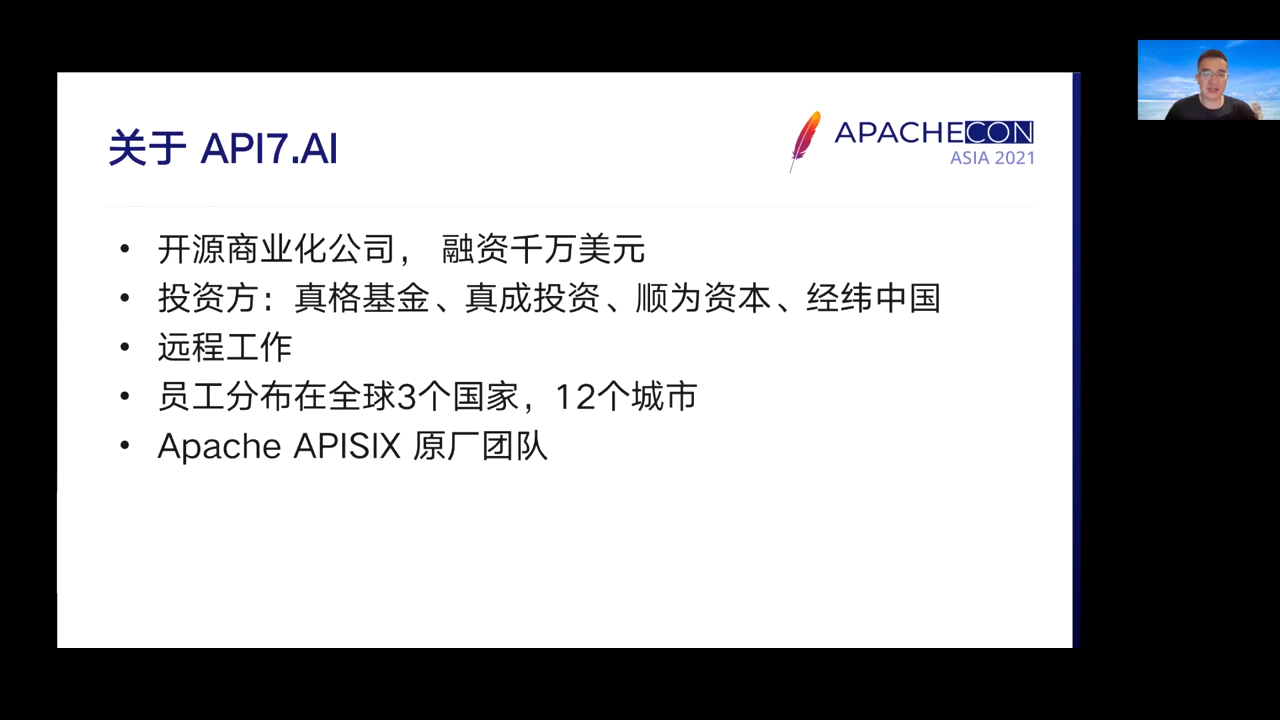 关于 API7.AI
APACHECON
ASIA 2021
• 开源商业化公司， 融资千万美元
• 投资方：真格基金、真成投资、顺为资本、经纬中国
• 远程工作
• 员工分布在全球3个国家，12个城市
• Apache APISIX 原厂团队